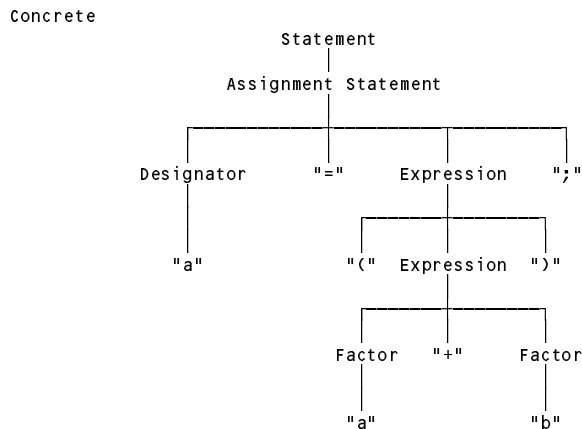 Concrete
Statement
Assignment Statement
Designator "=" Expression ";"
"a" "(" Expression ")"
Factor "+" Factor
"a" "b"